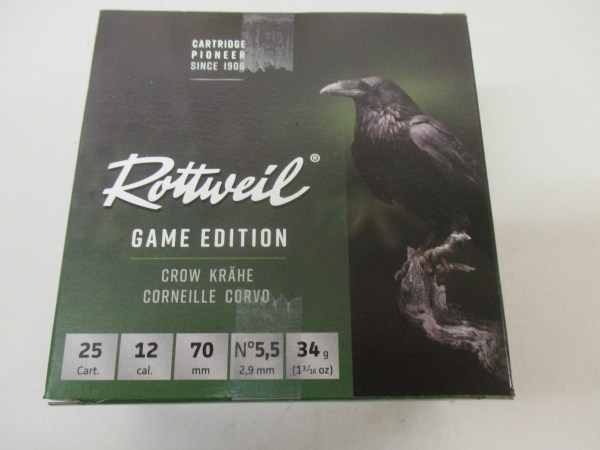 CARTRIDGE
PIONEER
SINCE 1906
Rottweil®
GAME EDITION
CROW KRÄHE
CORNEILLE CORVO
25 12 70 N°5,5 34 g
Cart. cal. mm 2,9 mm (1 3/16 oz)